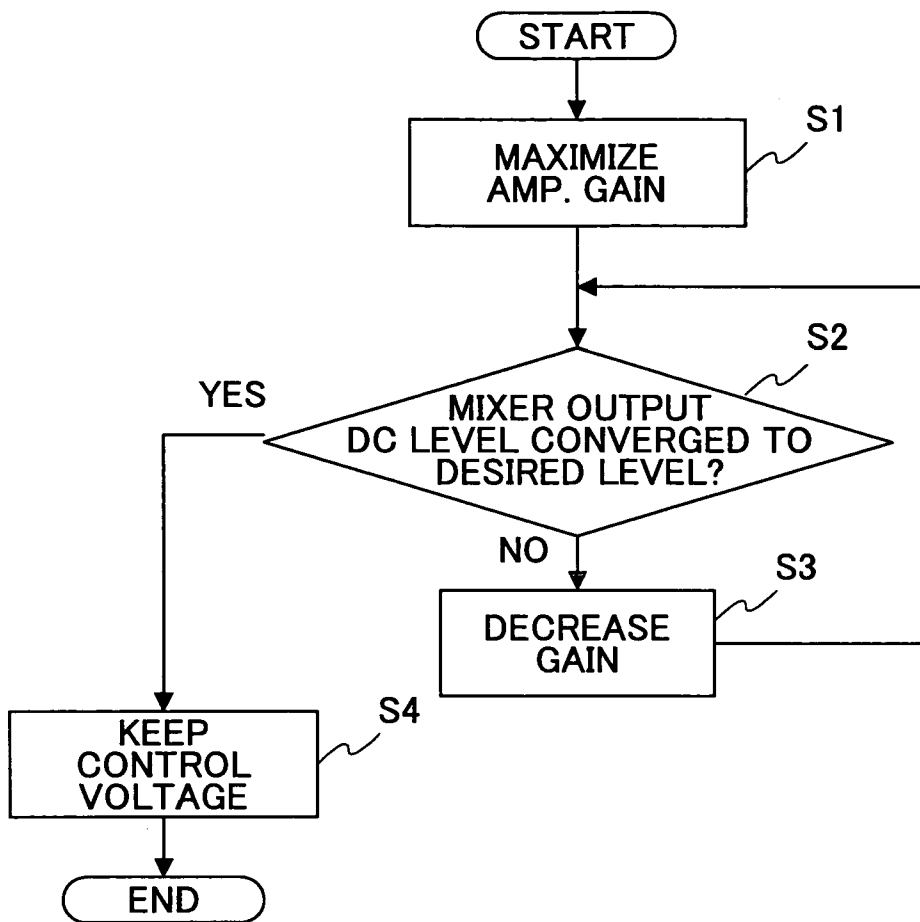 START
S1
MAXIMIZE
AMP. GAIN
S2
YES
MIXER OUTPUT
DC LEVEL CONVERGED TO
DESIRED LEVEL?
NO
S3
DECREASE
GAIN
S4
KEEP
CONTROL
VOLTAGE
END